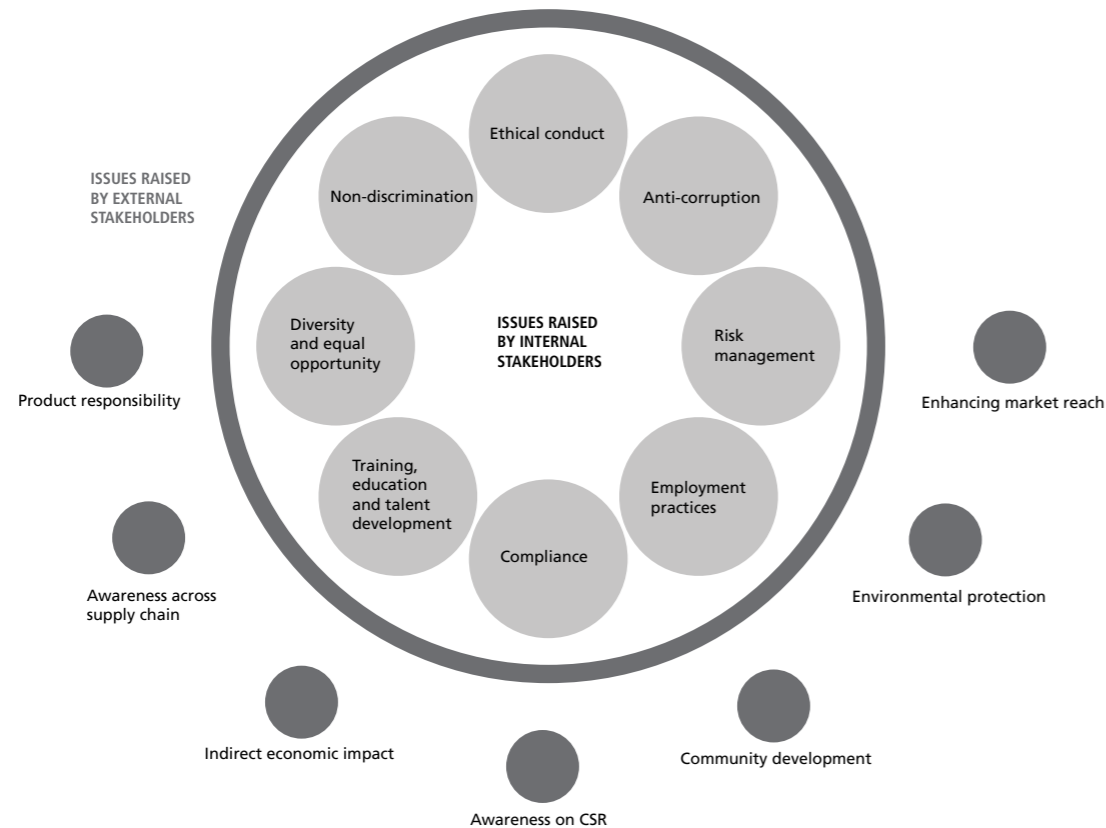 Ethical conduct
Non-discrimination
Anti-corruption
ISSUES RAISED
BY EXTERNAL
STAKEHOLDERS
Diversity
and equal
opportunity
ISSUES RAISED
BY INTERNAL
STAKEHOLDERS
Risk
management
Product responsibility
Enhancing market reach
Training,
education
and talent
development
Employment
practices
Compliance
Awareness across
supply chain
Environmental protection
Indirect economic impact
Community development
Awareness on CSR